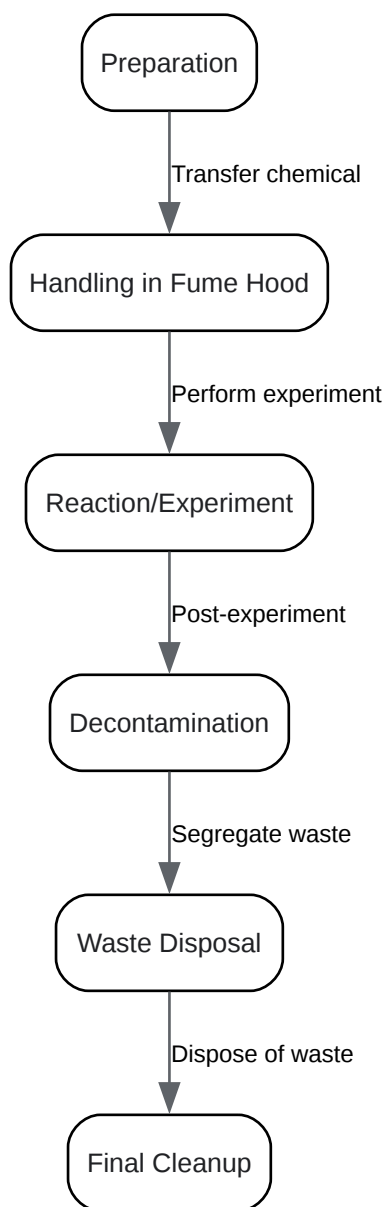 Preparation
Transfer chemical
Handling in Fume Hood
Perform experiment
Reaction/Experiment
Post-experiment
Decontamination
Segregate waste
Waste Disposal
Dispose of waste
Final Cleanup